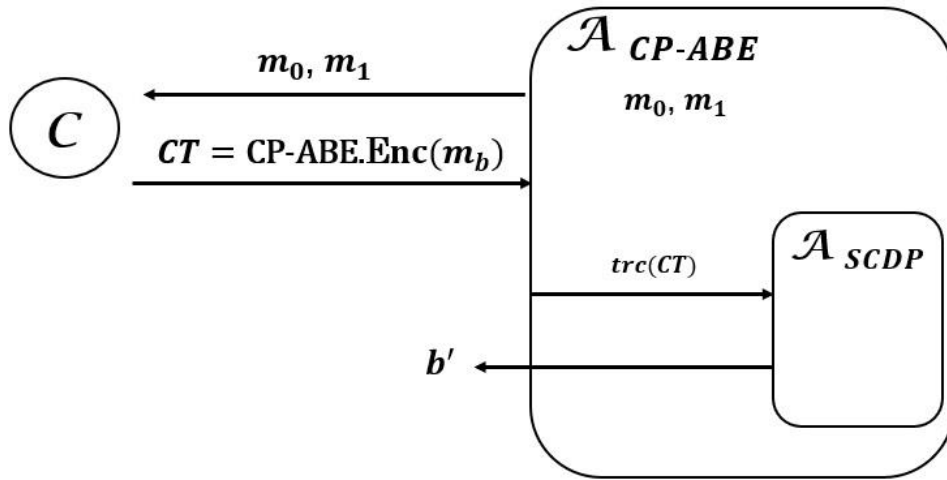 𝒜 CP-ABE
m₀, m₁
m₀, m₁
C
CT = CP-ABE.Enc(m_b)
𝒜 SCDP
trc(CT)
b′